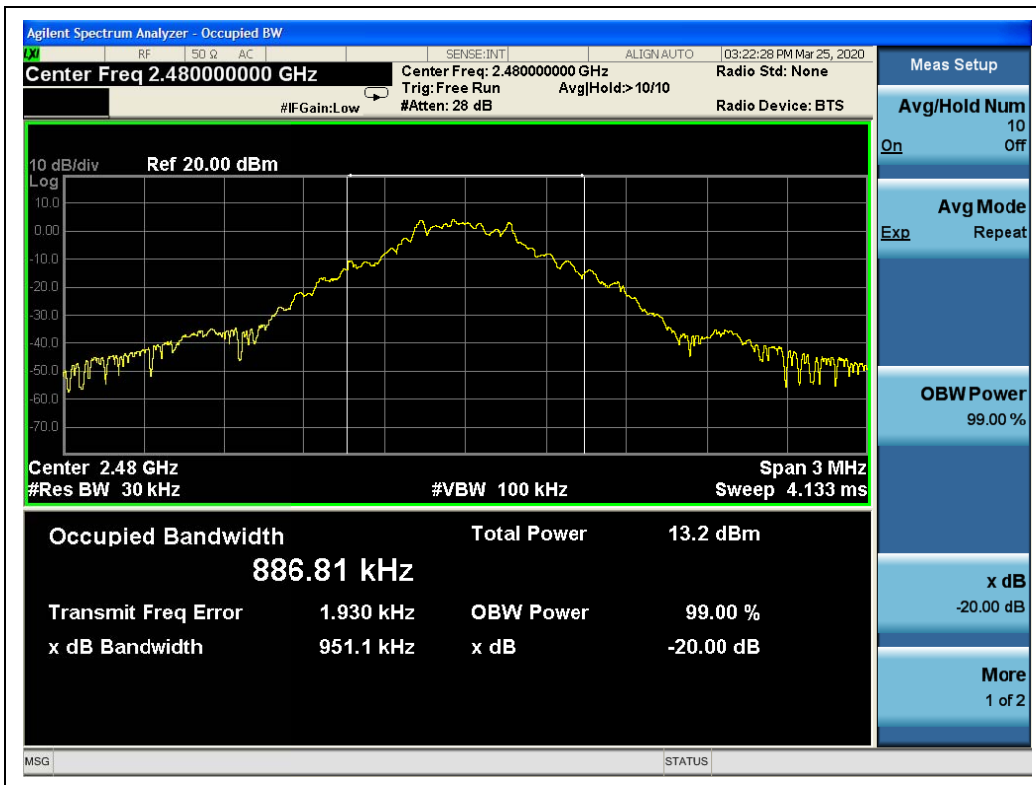 Agilent Spectrum Analyzer - Occupied BW
LXI RF 50 Ω AC SENSE:INT ALIGN AUTO 03:22:28 PM Mar 25, 2020
Center Freq 2.480000000 GHz
Center Freq: 2.480000000 GHz
Radio Std: None
Trig: Free Run Avg|Hold:>10/10
#IFGain:Low
#Atten: 28 dB
Radio Device: BTS
10 dB/div Ref 20.00 dBm
Log
10.0
0.00
-10.0
-20.0
-30.0
-40.0
-50.0
-60.0
-70.0
Center 2.48 GHz Span 3 MHz
#Res BW 30 kHz #VBW 100 kHz Sweep 4.133 ms
Occupied Bandwidth Total Power 13.2 dBm
886.81 kHz
Transmit Freq Error 1.930 kHz OBW Power 99.00 %
x dB Bandwidth 951.1 kHz x dB -20.00 dB
Meas Setup
Avg/Hold Num
10
On Off
Avg Mode
Exp Repeat
OBW Power
99.00 %
x dB
-20.00 dB
More
1 of 2
MSG STATUS